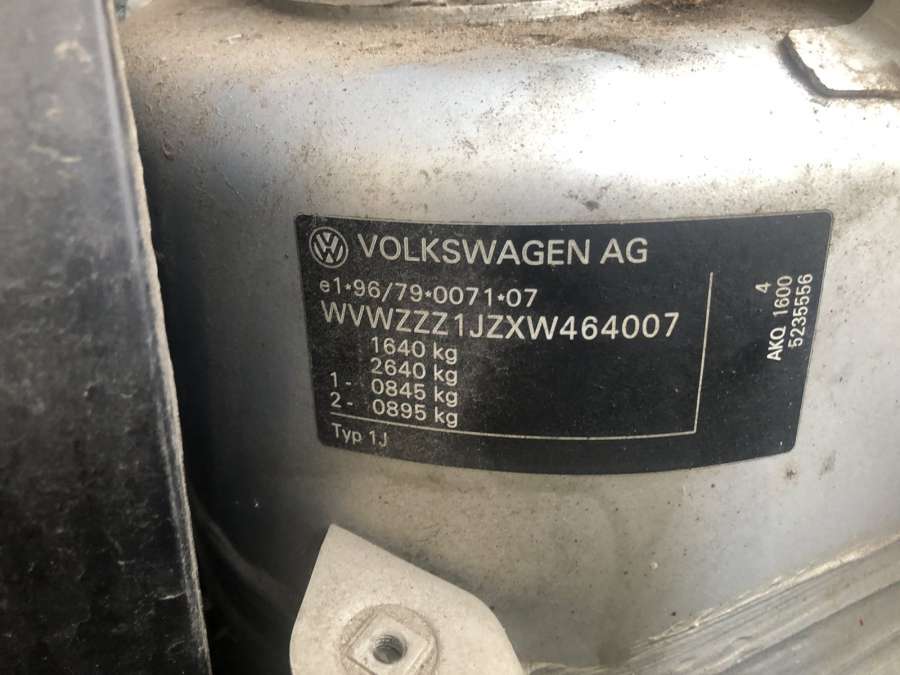 VOLKSWAGEN AG
e1*96/79*0071*07
WVWZZZ1JZXW464007
1640 kg
2640 kg
1- 0845 kg
2- 0895 kg
Typ 1J
4
AKQ 1600
5235556